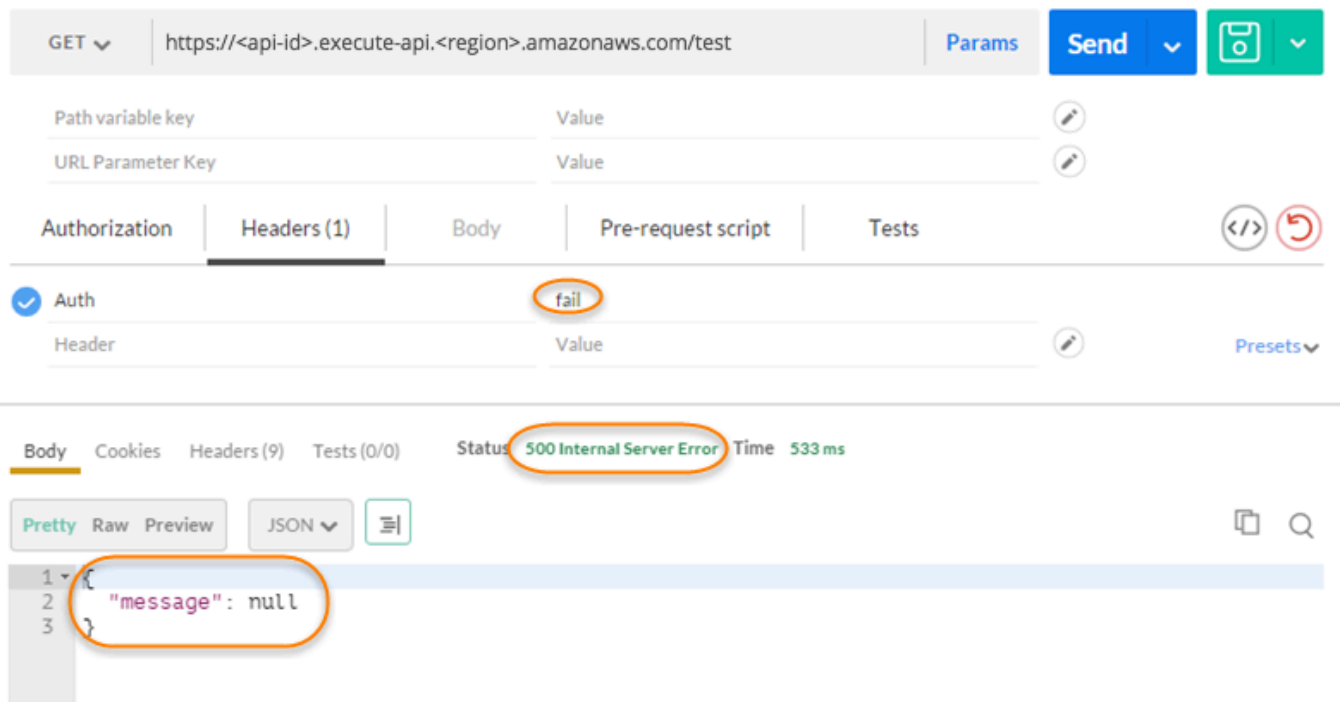 GET https://<api-id>.execute-api.<region>.amazonaws.com/test Params Send
Path variable key Value
URL Parameter Key Value
Authorization Headers (1) Body Pre-request script Tests </>
Auth fail
Header Value Presets
Body Cookies Headers (9) Tests (0/0) Status 500 Internal Server Error Time 533 ms
Pretty Raw Preview JSON
1 {
2 "message": null
3 }